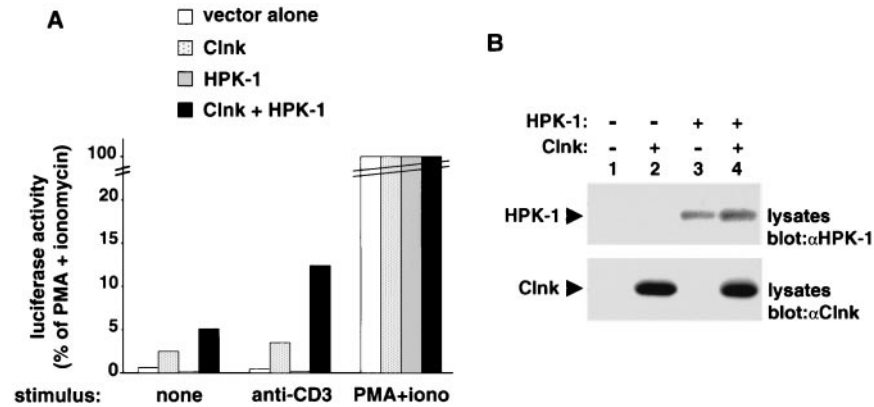 A
vector alone
Clnk
HPK-1
Clnk + HPK-1
luciferase activity
(% of PMA + ionomycin)
100
20
15
10
5
0
stimulus: none anti-CD3 PMA+iono
B
HPK-1: - - + +
Clnk: - + - +
1 2 3 4
HPK-1 lysates
blot:αHPK-1
Clnk lysates
blot:αClnk